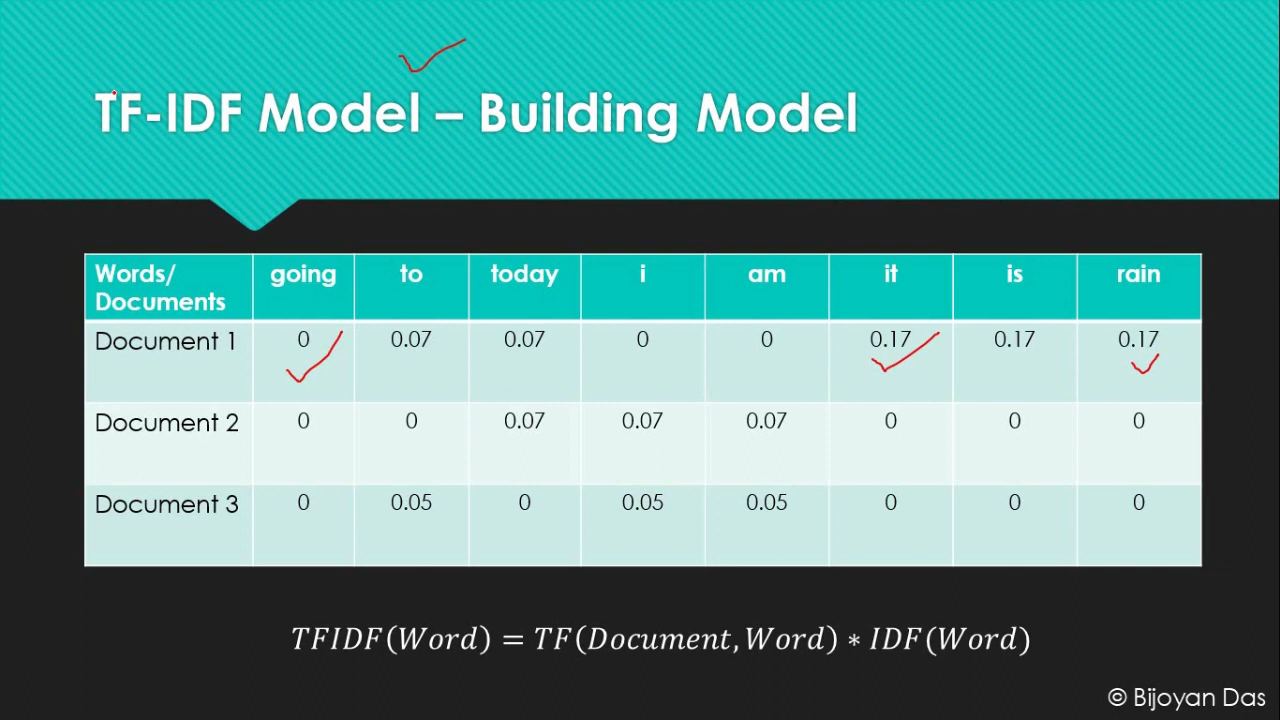 TF-IDF Model – Building Model
Words/ Documents going to today i am it is rain
Document 1 0 0.07 0.07 0 0 0.17 0.17 0.17
Document 2 0 0 0.07 0.07 0.07 0 0 0
Document 3 0 0.05 0 0.05 0.05 0 0 0
TFIDF(Word) = TF(Document, Word) ∗ IDF(Word)
© Bijoyan Das